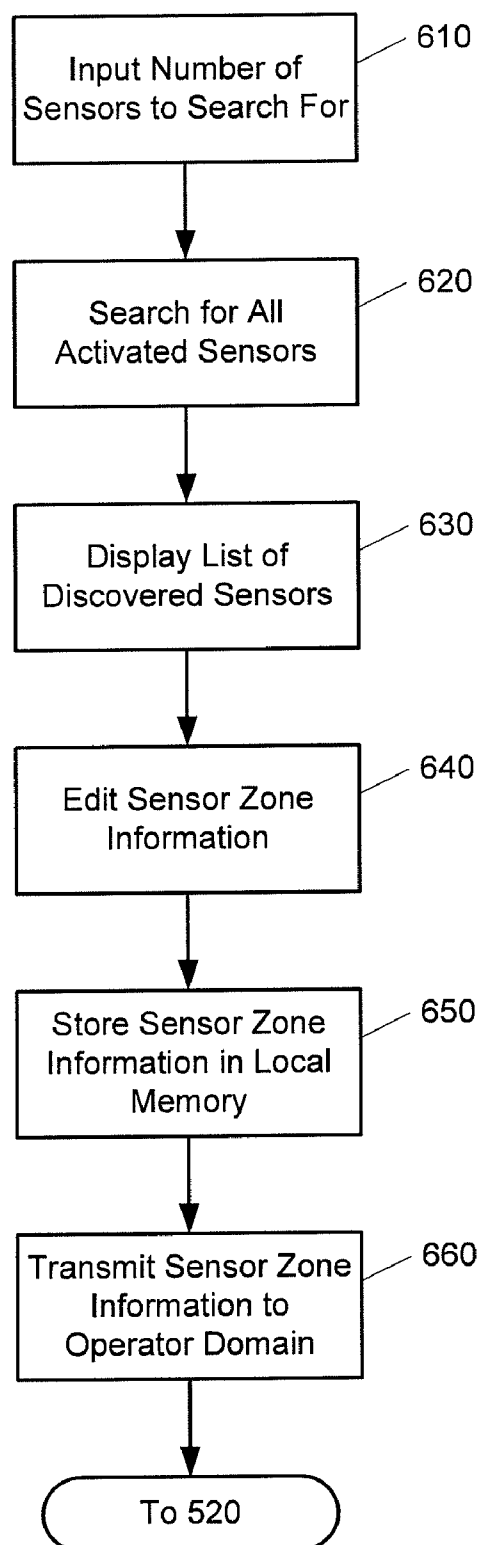 610
Input Number of
Sensors to Search For
620
Search for All
Activated Sensors
630
Display List of
Discovered Sensors
640
Edit Sensor Zone
Information
650
Store Sensor Zone
Information in Local
Memory
660
Transmit Sensor Zone
Information to
Operator Domain
To 520